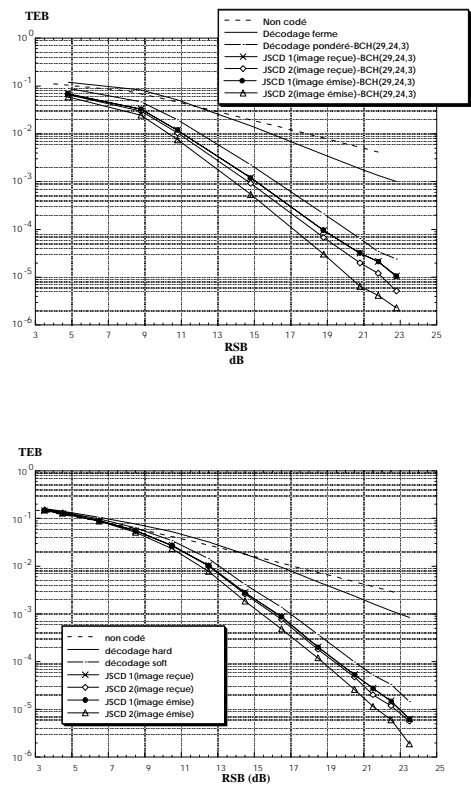 TEB
Non codé
Décodage ferme
Décodage pondéré-BCH(29,24,3)
JSCD 1(image reçue)-BCH(29,24,3)
JSCD 2(image reçue)-BCH(29,24,3)
JSCD 1(image émise)-BCH(29,24,3)
JSCD 2(image émise)-BCH(29,24,3)
10^0
10^-1
10^-2
10^-3
10^-4
10^-5
10^-6
3 5 7 9 11 13 15 17 19 21 23 25
RSB
dB
TEB
10^0
10^-1
10^-2
10^-3
10^-4
10^-5
10^-6
non codé
décodage hard
décodage soft
JSCD 1(image reçue)
JSCD 2(image reçue)
JSCD 1(image émise)
JSCD 2(image émise)
3 5 7 9 11 13 15 17 19 21 23 25
RSB (dB)